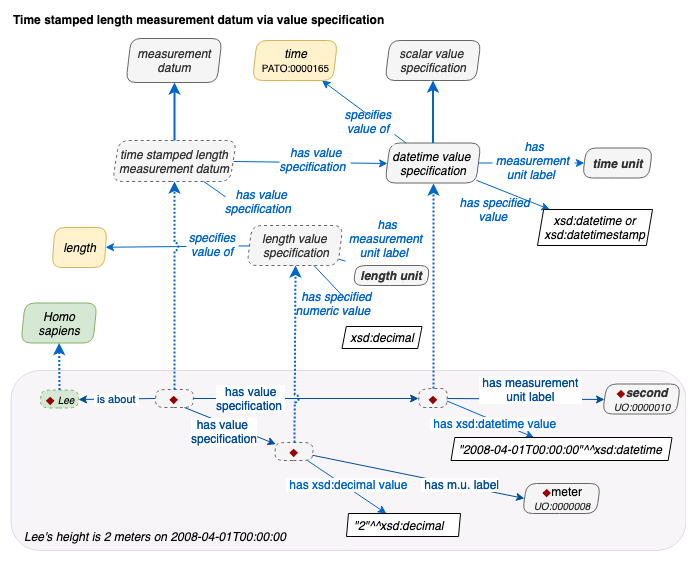 Time stamped length measurement datum via value specification
measurement
datum
time
PATO:0000165
scalar value
specification
specifies
value of
time stamped length
measurement datum
has value
specification
datetime value
specification
has
measurement
unit label
time unit
has value
specification
has specified
value
xsd:datetime or
xsd:datetimestamp
length
specifies
value of
length value
specification
has
measurement
unit label
length unit
has specified
numeric value
Homo
sapiens
xsd:decimal
Lee
is about
has value
specification
has measurement
unit label
second
UO:0000010
has value
specification
has xsd:datetime value
"2008-04-01T00:00:00"^^xsd:datetime
has xsd:decimal value
has m.u. label
meter
UO:0000008
"2"^^xsd:decimal
Lee's height is 2 meters on 2008-04-01T00:00:00